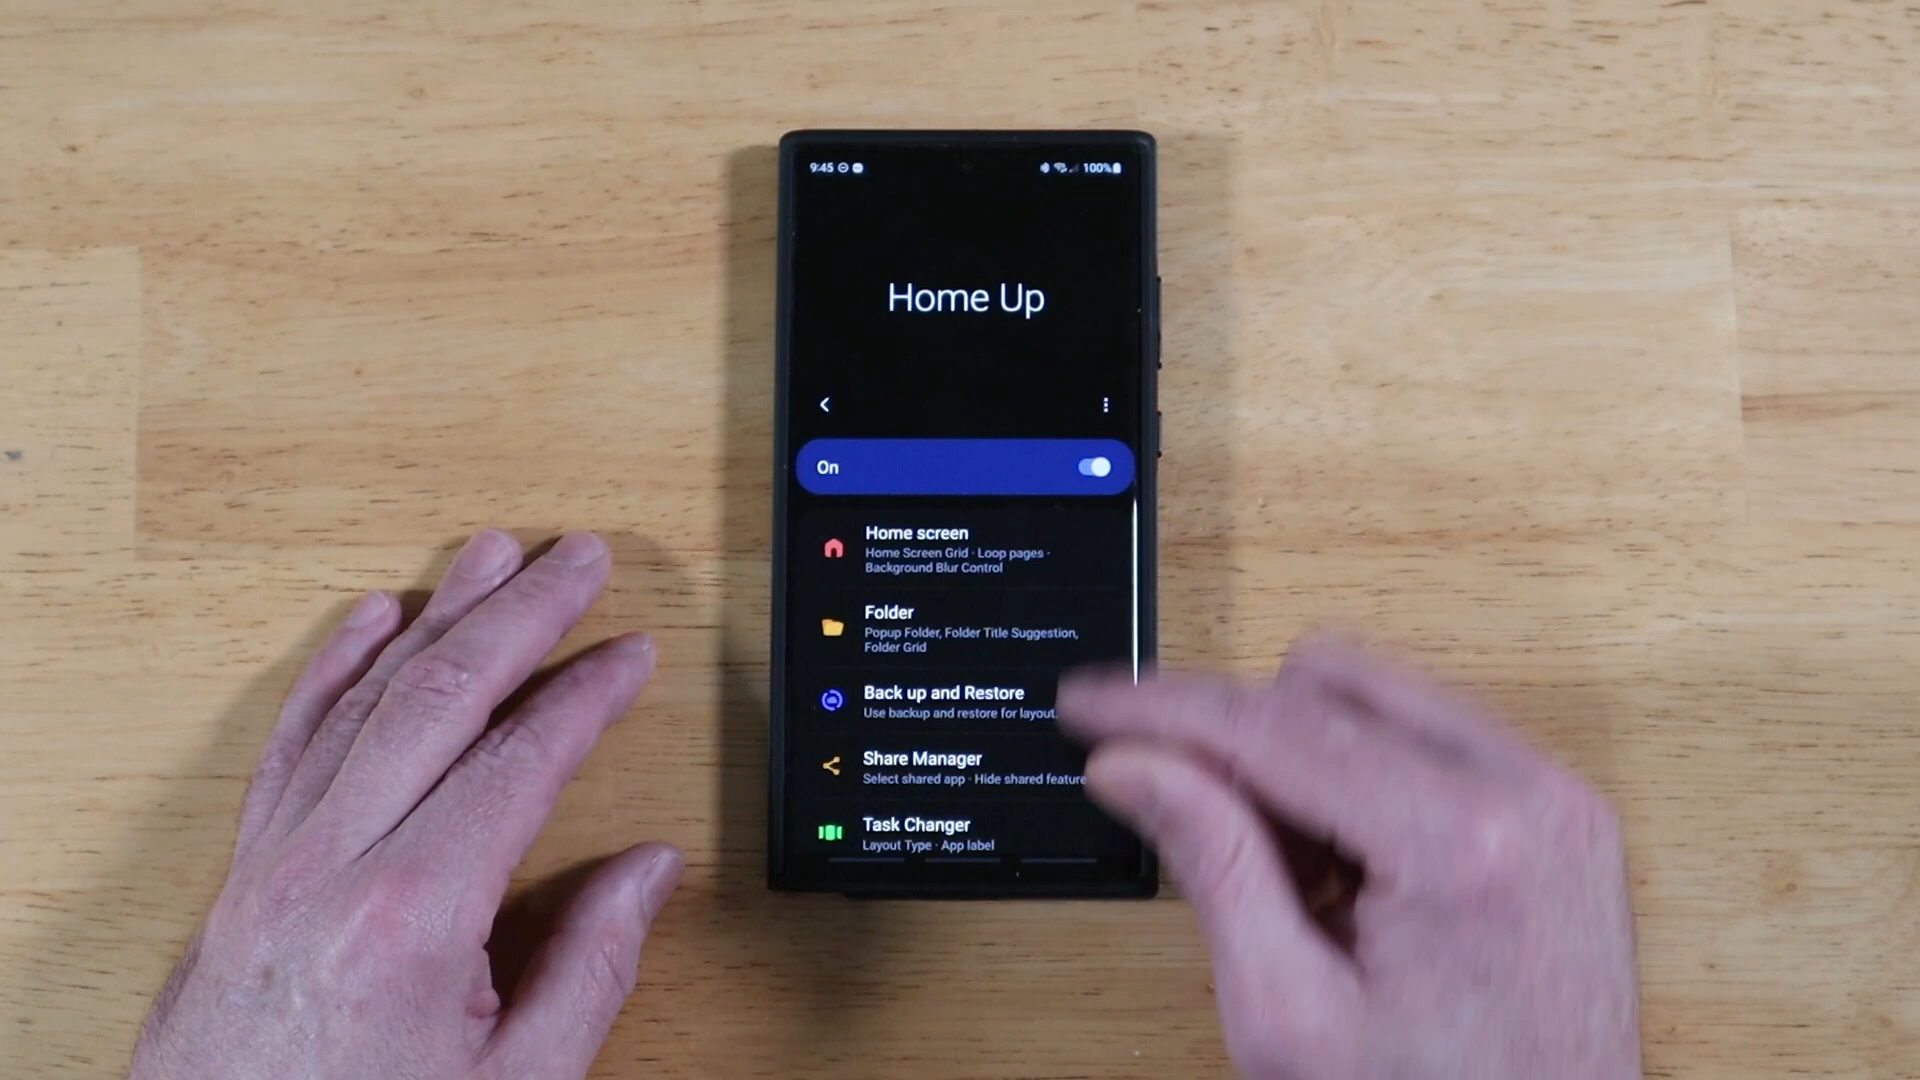 9:45
100%
Home Up
On
Home screen
Home Screen Grid · Loop pages ·
Background Blur Control
Folder
Popup Folder, Folder Title Suggestion,
Folder Grid
Back up and Restore
Use backup and restore for layout.
Share Manager
Select shared app · Hide shared feature
Task Changer
Layout Type · App label